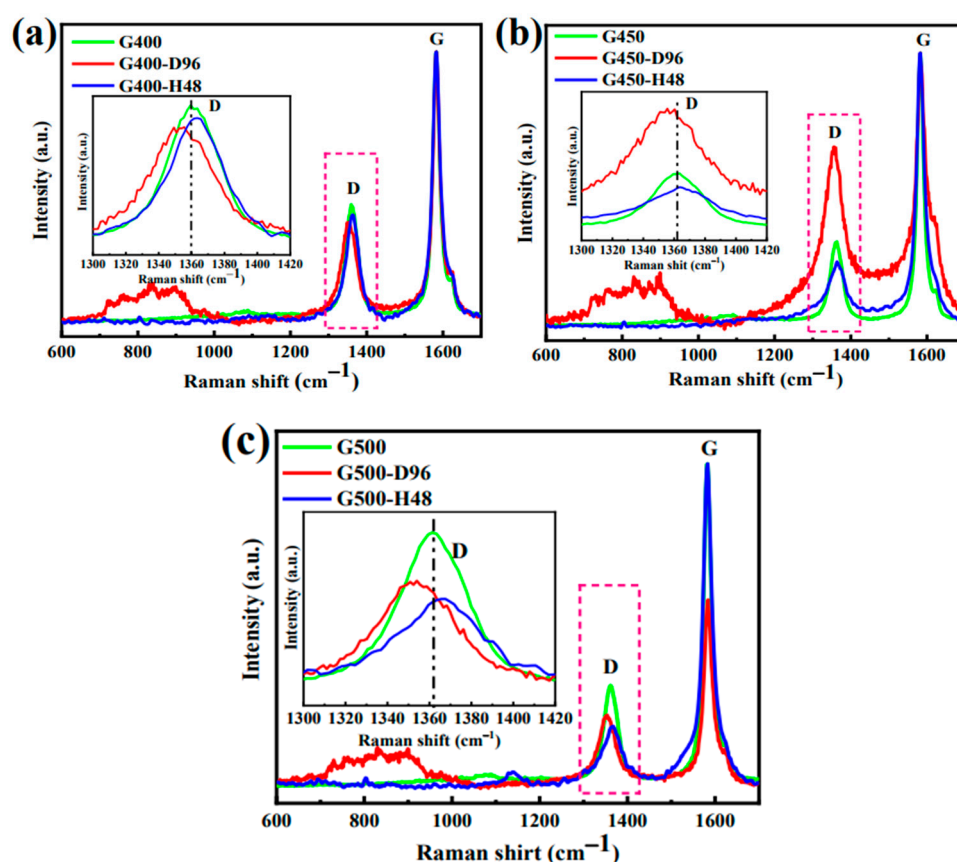 (a)
G400
G400-D96
G400-H48
G
D
Intensity (a.u.)
1300 1320 1340 1360 1380 1400 1420
Raman shift (cm⁻¹)
D
Intensity (a.u.)
600 800 1000 1200 1400 1600
Raman shift (cm⁻¹)
(b)
G450
G450-D96
G450-H48
G
D
Intensity (a.u.)
1300 1320 1340 1360 1380 1400 1420
Raman shit (cm⁻¹)
D
Intensity (a.u.)
600 800 1000 1200 1400 1600
Raman shift (cm⁻¹)
(c)
G500
G500-D96
G500-H48
G
D
Intensity (a.u.)
1300 1320 1340 1360 1380 1400 1420
Raman shift (cm⁻¹)
D
Intensity (a.u.)
600 800 1000 1200 1400 1600
Raman shirt (cm⁻¹)